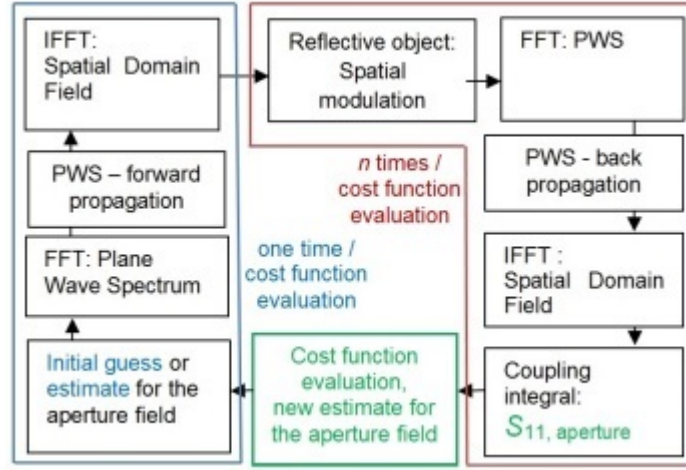 IFFT:
Spatial Domain
Field
Reflective object:
Spatial
modulation
FFT: PWS
PWS – forward
propagation
n times /
cost function
evaluation
PWS - back
propagation
FFT: Plane
Wave Spectrum
one time /
cost function
evaluation
IFFT :
Spatial Domain
Field
Initial guess or
estimate for the
aperture field
Cost function
evaluation,
new estimate for
the aperture field
Coupling
integral:
S11, aperture